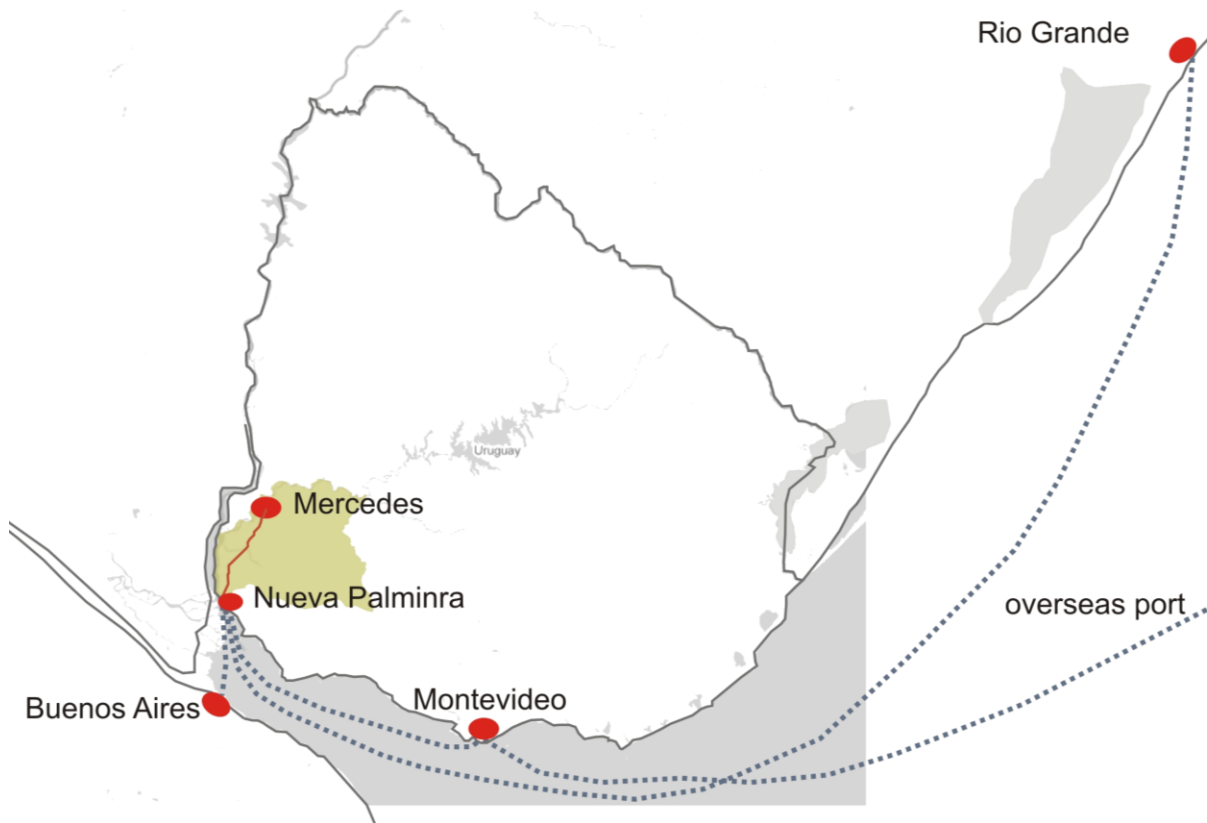 Rio Grande
Uruguay
Mercedes
Nueva Palminra
overseas port
Buenos Aires
Montevideo